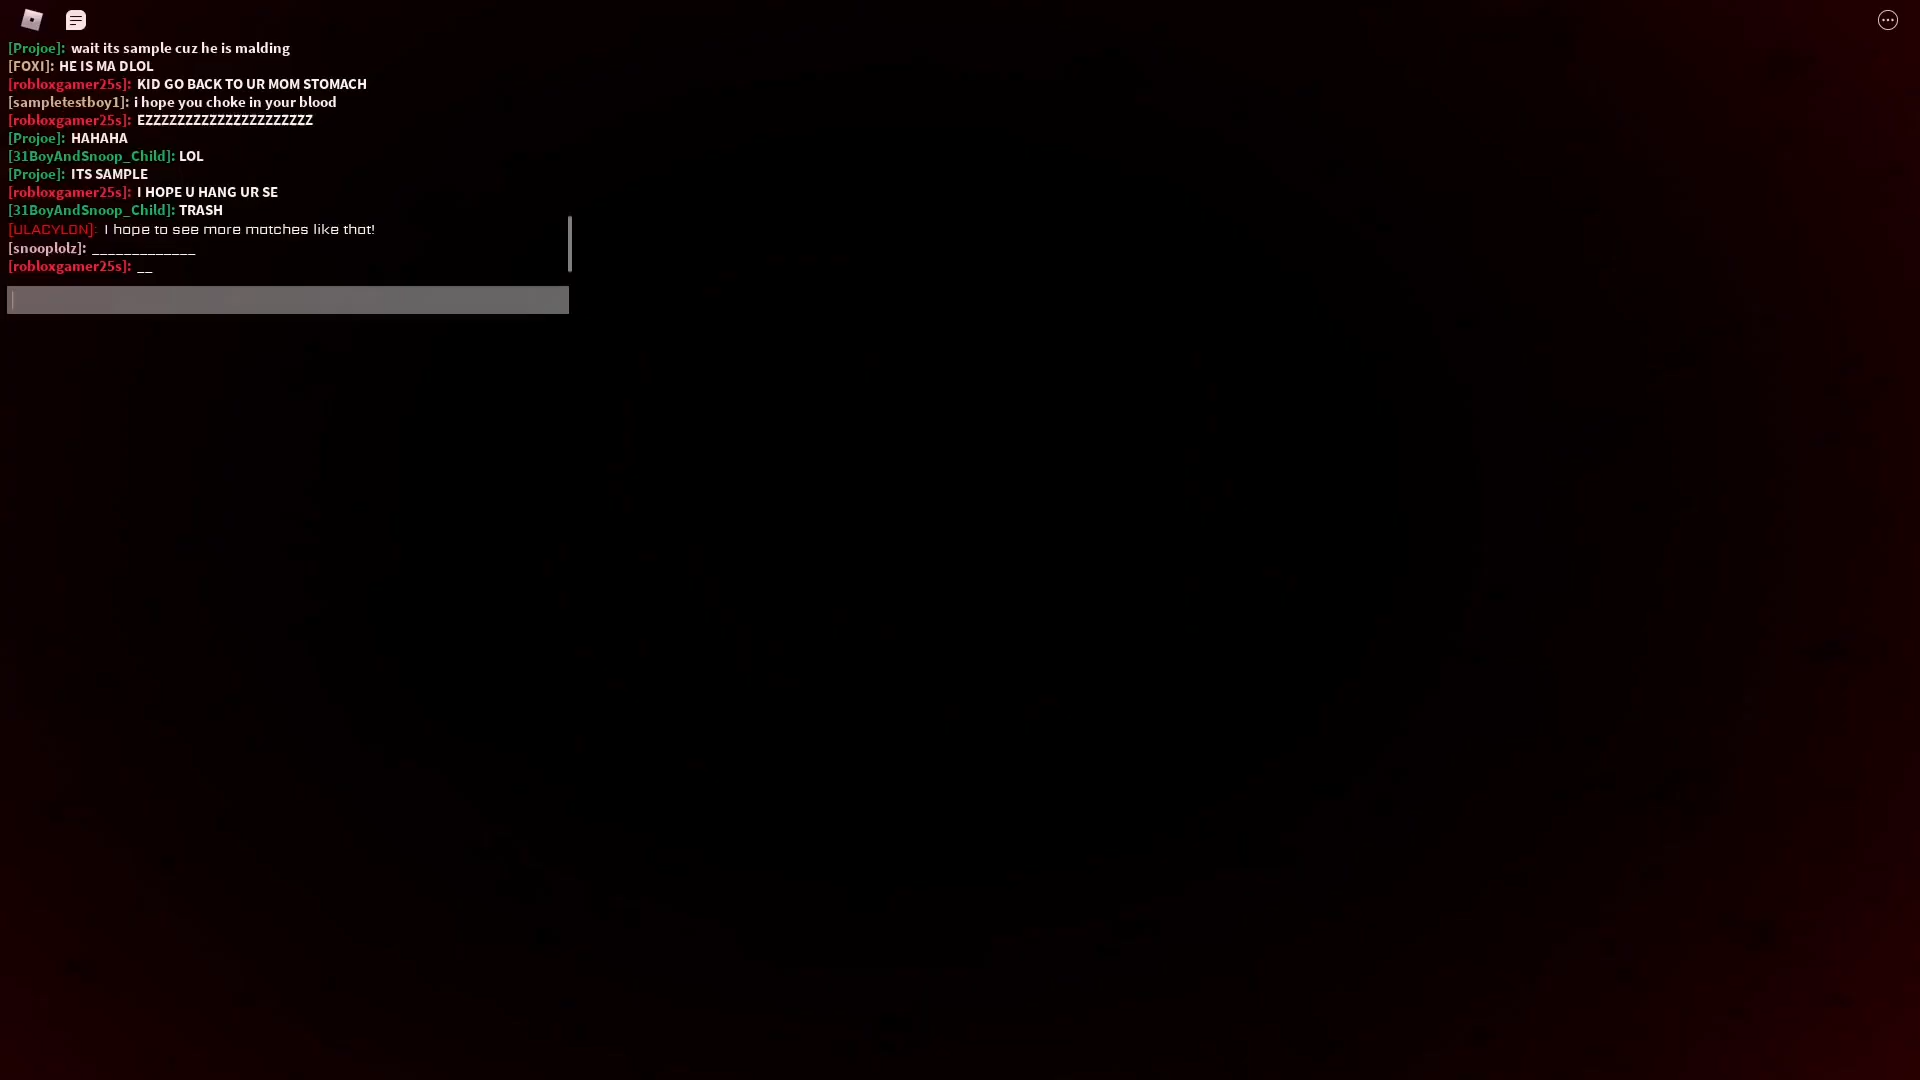 [Projoe]: wait its sample cuz he is malding
[FOXI]: HE IS MA DLOL
[robloxgamer25s]: KID GO BACK TO UR MOM STOMACH
[sampletestboy1]: i hope you choke in your blood
[robloxgamer25s]: EZZZZZZZZZZZZZZZZZZZZZ
[Projoe]: HAHAHA
[31BoyAndSnoop_Child]: LOL
[Projoe]: ITS SAMPLE
[robloxgamer25s]: I HOPE U HANG UR SE
[31BoyAndSnoop_Child]: TRASH
[ULACYLON]: I hope to see more matches like that!
[snooplolz]: _____________
[robloxgamer25s]: __